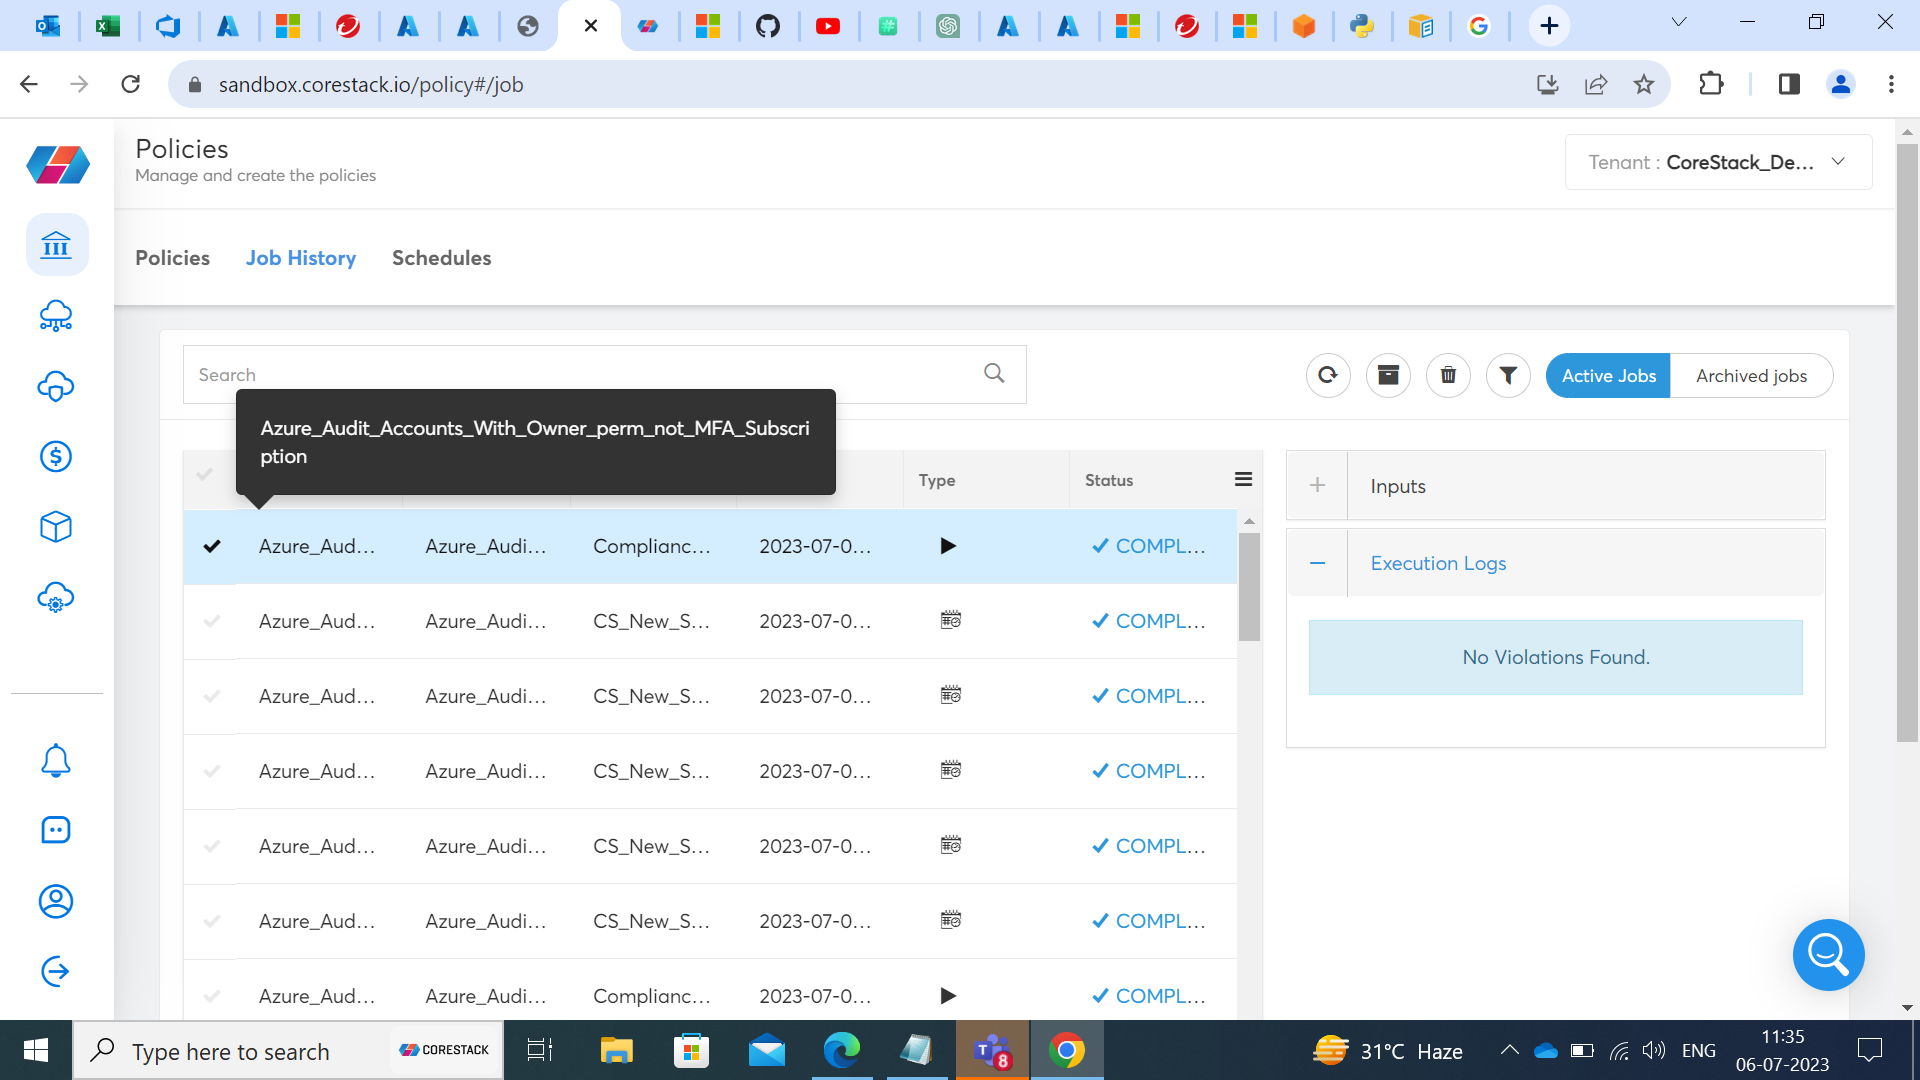 sandbox.corestack.io/policy#/job
Policies
Manage and create the policies
Tenant : CoreStack_De...
Policies
Job History
Schedules
Search
Active Jobs
Archived jobs
Azure_Audit_Accounts_With_Owner_perm_not_MFA_Subscri
ption
Type
Status
Inputs
Azure_Aud... Azure_Audi... Complianc... 2023-07-0... COMPL...
Execution Logs
Azure_Aud... Azure_Audi... CS_New_S... 2023-07-0... COMPL...
No Violations Found.
Azure_Aud... Azure_Audi... CS_New_S... 2023-07-0... COMPL...
Azure_Aud... Azure_Audi... CS_New_S... 2023-07-0... COMPL...
Azure_Aud... Azure_Audi... CS_New_S... 2023-07-0... COMPL...
Azure_Aud... Azure_Audi... CS_New_S... 2023-07-0... COMPL...
Azure_Aud... Azure_Audi... Complianc... 2023-07-0... COMPL...
Type here to search
CORESTACK
8
31°C Haze
ENG
11:35
06-07-2023